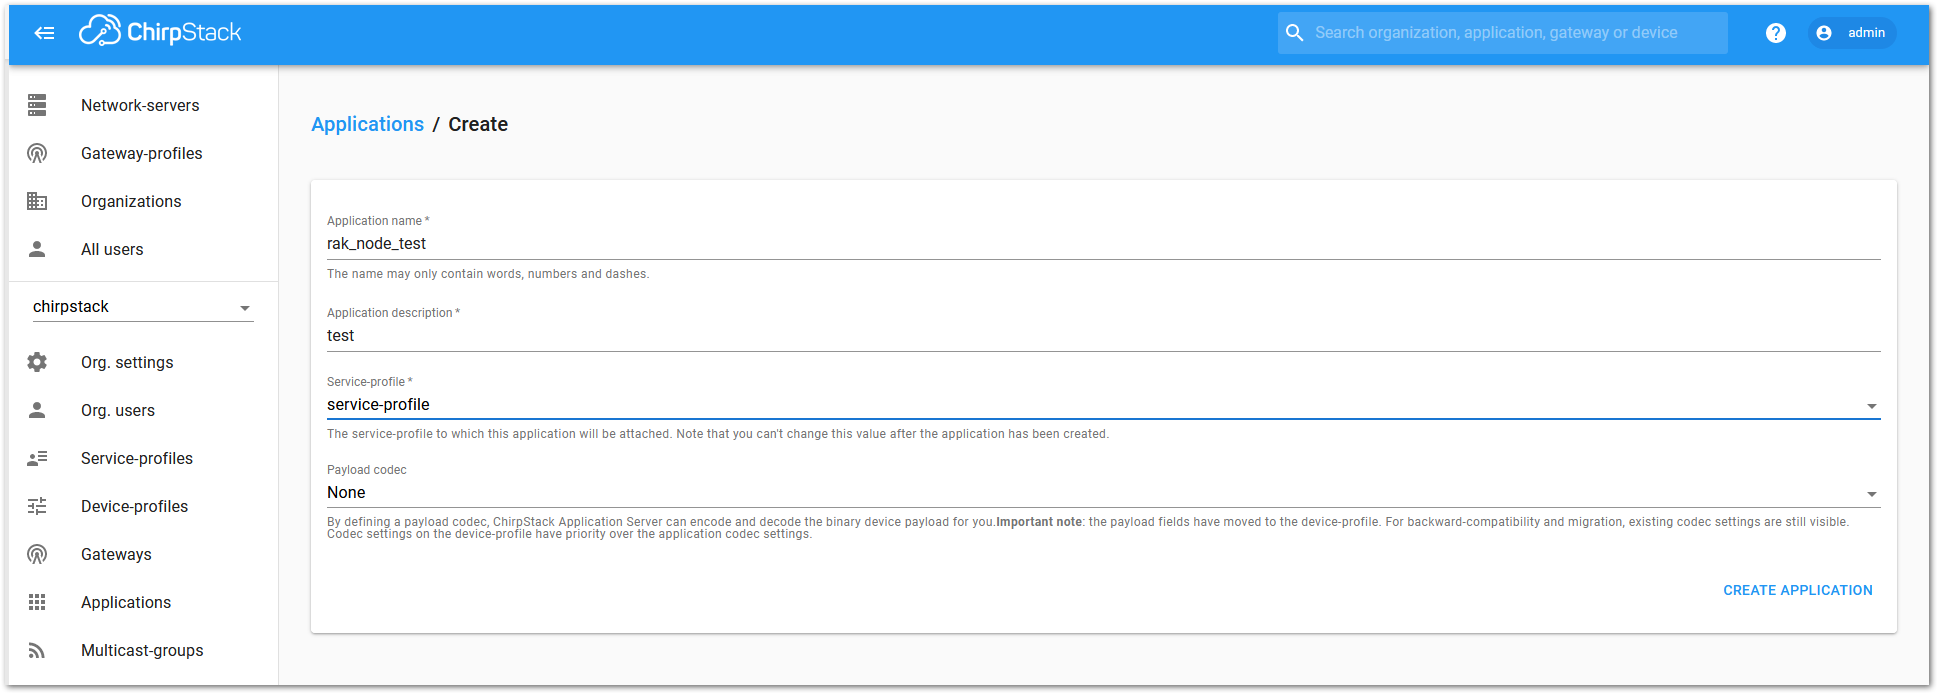 ChirpStack
Search organization, application, gateway or device
admin
Network-servers
Gateway-profiles
Organizations
All users
chirpstack
Org. settings
Org. users
Service-profiles
Device-profiles
Gateways
Applications
Multicast-groups
Applications / Create
Application name *
rak_node_test
The name may only contain words, numbers and dashes.
Application description *
test
Service-profile *
service-profile
The service-profile to which this application will be attached. Note that you can't change this value after the application has been created.
Payload codec
None
By defining a payload codec, ChirpStack Application Server can encode and decode the binary device payload for you.Important note: the payload fields have moved to the device-profile. For backward-compatibility and migration, existing codec settings are still visible.
Codec settings on the device-profile have priority over the application codec settings.
CREATE APPLICATION